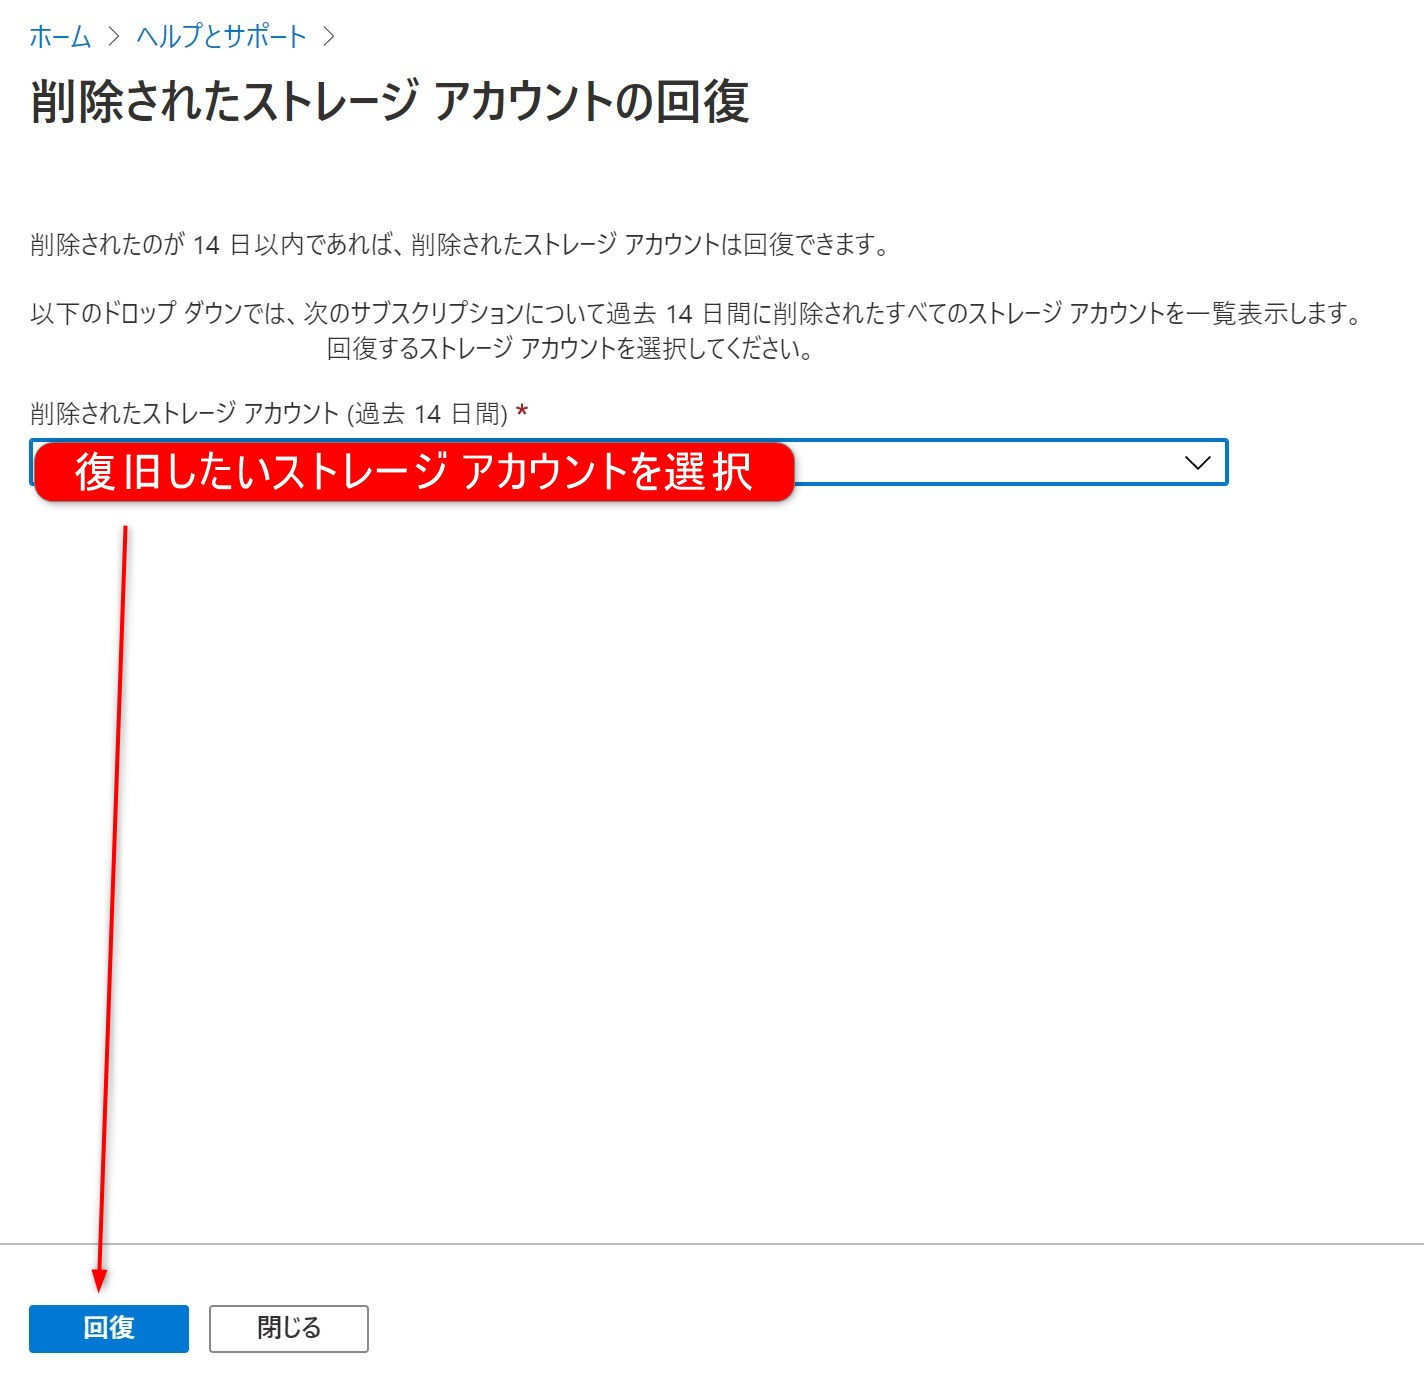 ホーム > ヘルプとサポート >
削除されたストレージ アカウントの回復
削除されたのが 14 日以内であれば、削除されたストレージ アカウントは回復できます。
以下のドロップ ダウンでは、次のサブスクリプションについて過去 14 日間に削除されたすべてのストレージ アカウントを一覧表示します。
回復するストレージ アカウントを選択してください。
削除されたストレージ アカウント (過去 14 日間) *
復旧したいストレージ アカウントを選択
回復 閉じる